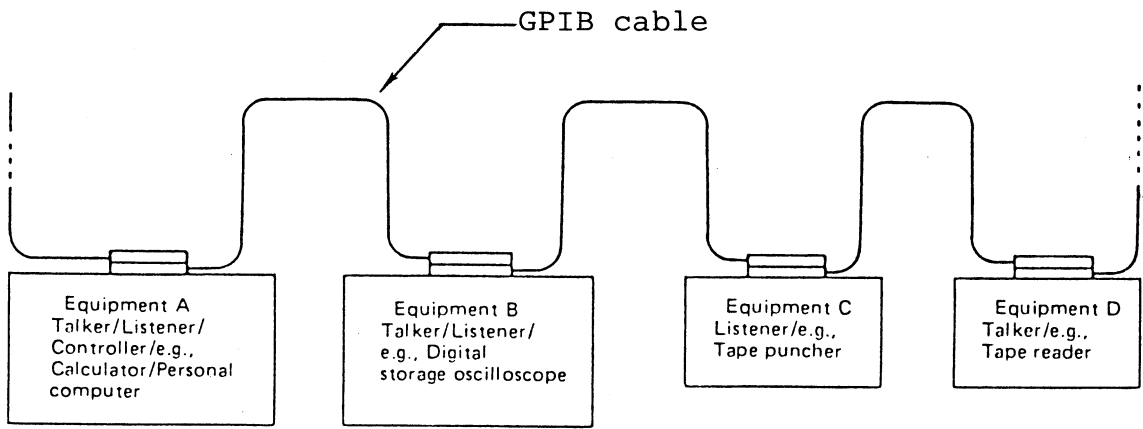 GPIB cable
Equipment A
Talker/Listener/
Controller/e.g.,
Calculator/Personal
computer
Equipment B
Talker/Listener/
e.g., Digital
storage oscilloscope
Equipment C
Listener/e.g.,
Tape puncher
Equipment D
Talker/e.g.,
Tape reader